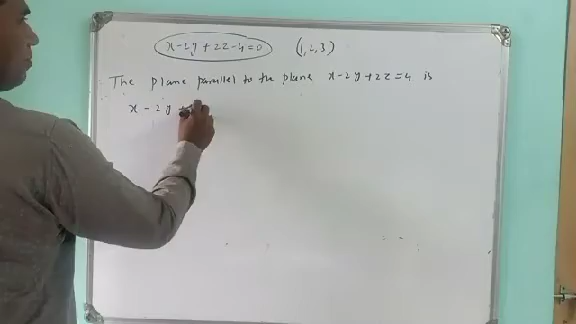 x-2y+2z-4=0 (1,2,3)
The plane parallel to the plane x-2y+2z=4 is
x-2y+